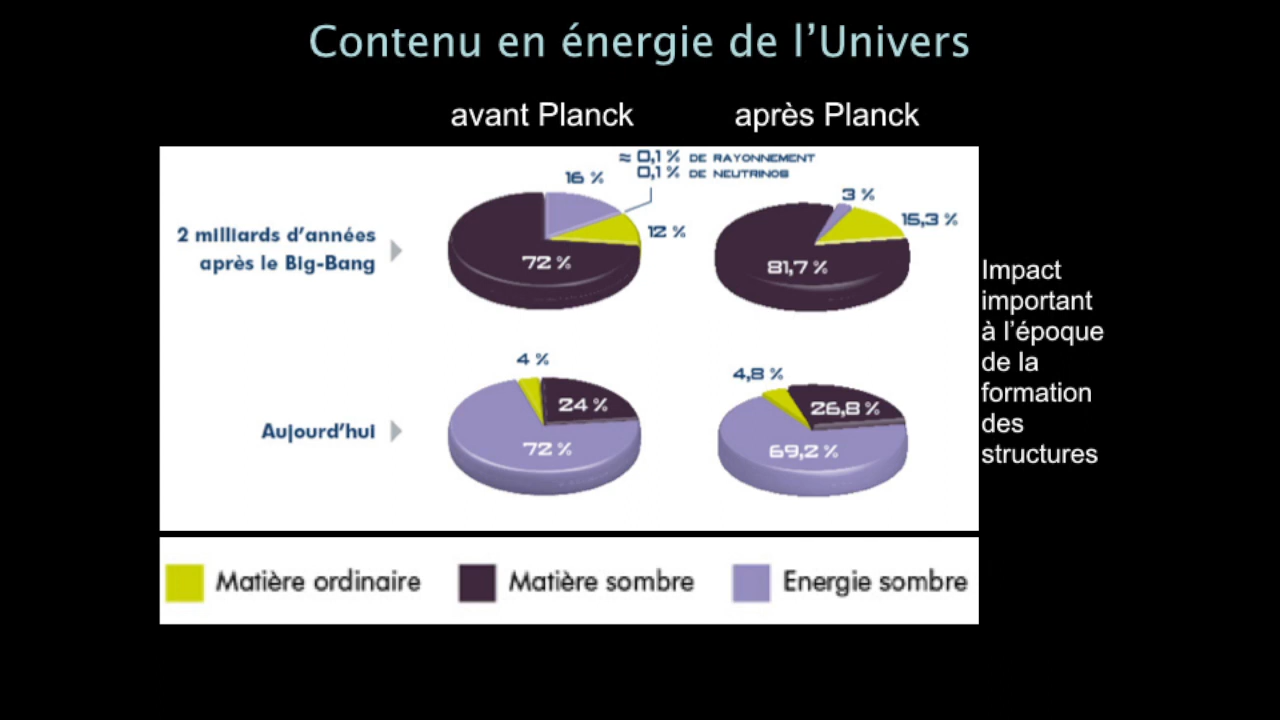 Contenu en énergie de l’Univers
avant Planck
après Planck
≈ 0,1 % DE RAYONNEMENT
0,1 % DE NEUTRINOS
16 %
12 %
72 %
3 %
15,3 %
81,7 %
2 milliards d’années
après le Big-Bang
Impact
important
à l’époque
de la
formation
des
structures
4 %
24 %
72 %
4,8 %
26,8 %
69,2 %
Aujourd’hui
Matière ordinaire
Matière sombre
Energie sombre